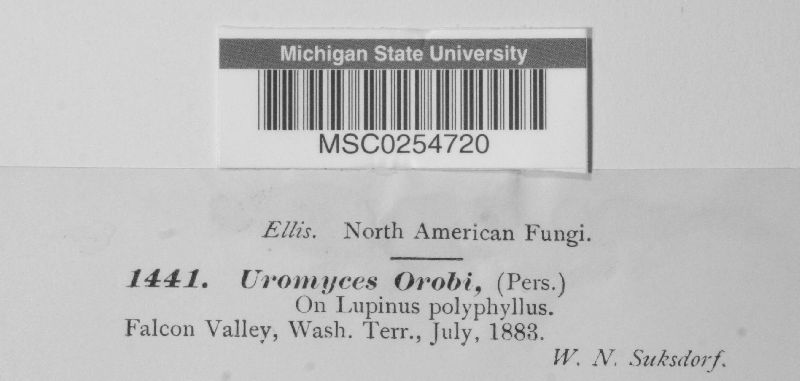 Michigan State University
MSC0254720
Ellis. North American Fungi.
1441. Uromyces Orobi, (Pers.)
On Lupinus polyphyllus.
Falcon Valley, Wash. Terr., July, 1883.
W. N. Suksdorf.